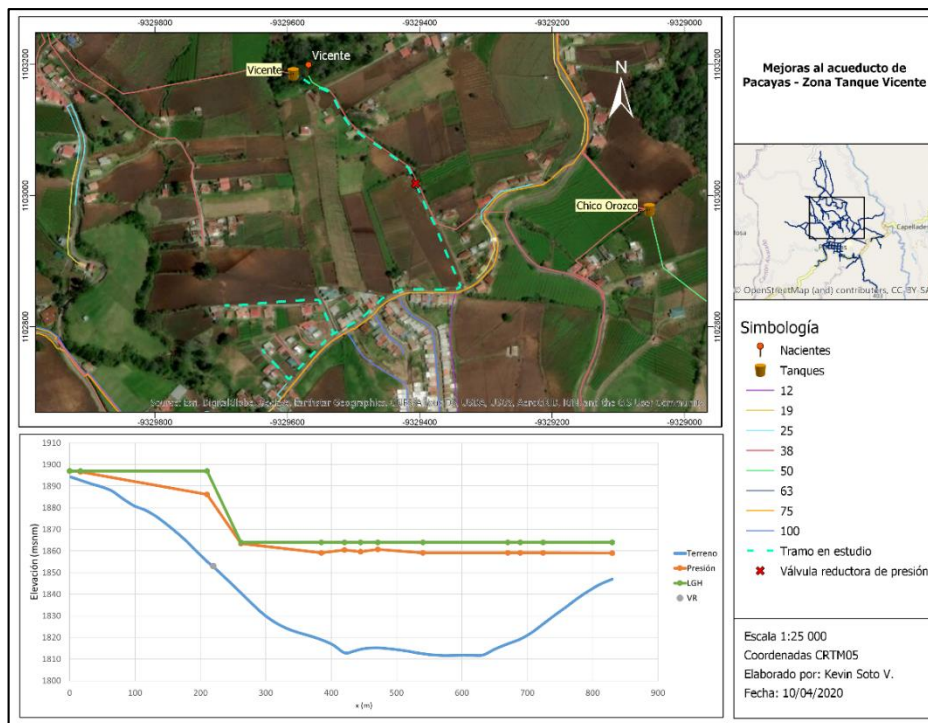 -9329800
-9329600
-9329400
-9329200
-9329000
1103200
1103000
1102800
Vicente
Vicente
N
Chico Orozco
1103200
1103000
1102800
-9329800
-9329600
-9329400
-9329200
-9329000
Mejoras al acueducto de
Pacayas - Zona Tanque Vicente
Capellades
© OpenStreetMap (and) contributors, CC-BY-SA
Simbología
Nacientes
Tanques
12
19
25
38
50
63
75
100
Tramo en estudio
Válvula reductora de presión
Elevación (msnm)
1910
1900
1890
1880
1870
1860
1850
1840
1830
1820
1810
1800
0
100
200
300
400
500
600
700
800
900
x (m)
Terreno
Presión
LGH
VR
Escala 1:25 000
Coordenadas CRTM05
Elaborado por: Kevin Soto V.
Fecha: 10/04/2020